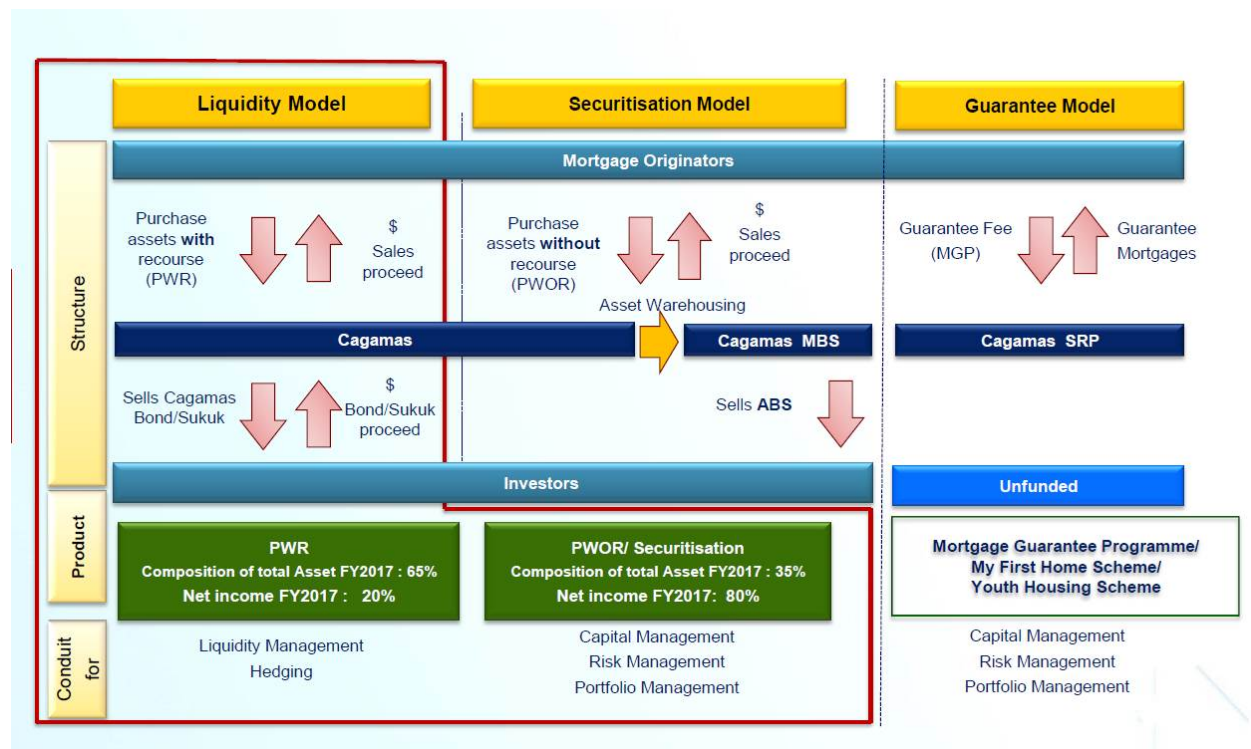 Liquidity Model
Securitisation Model
Guarantee Model
Structure
Mortgage Originators
Purchase
assets with
recourse
(PWR)
$
Sales
proceed
Purchase
assets without
recourse
(PWOR)
$
Sales
proceed
Asset Warehousing
Guarantee Fee
(MGP)
Guarantee
Mortgages
Cagamas
Cagamas MBS
Cagamas SRP
Sells Cagamas
Bond/Sukuk
$
Bond/Sukuk
proceed
Sells ABS
Investors
Unfunded
Product
PWR
Composition of total Asset FY2017 : 65%
Net income FY2017 : 20%
PWOR/ Securitisation
Composition of total Asset FY2017 : 35%
Net income FY2017: 80%
Mortgage Guarantee Programme/
My First Home Scheme/
Youth Housing Scheme
Conduit
for
Liquidity Management
Hedging
Capital Management
Risk Management
Portfolio Management
Capital Management
Risk Management
Portfolio Management